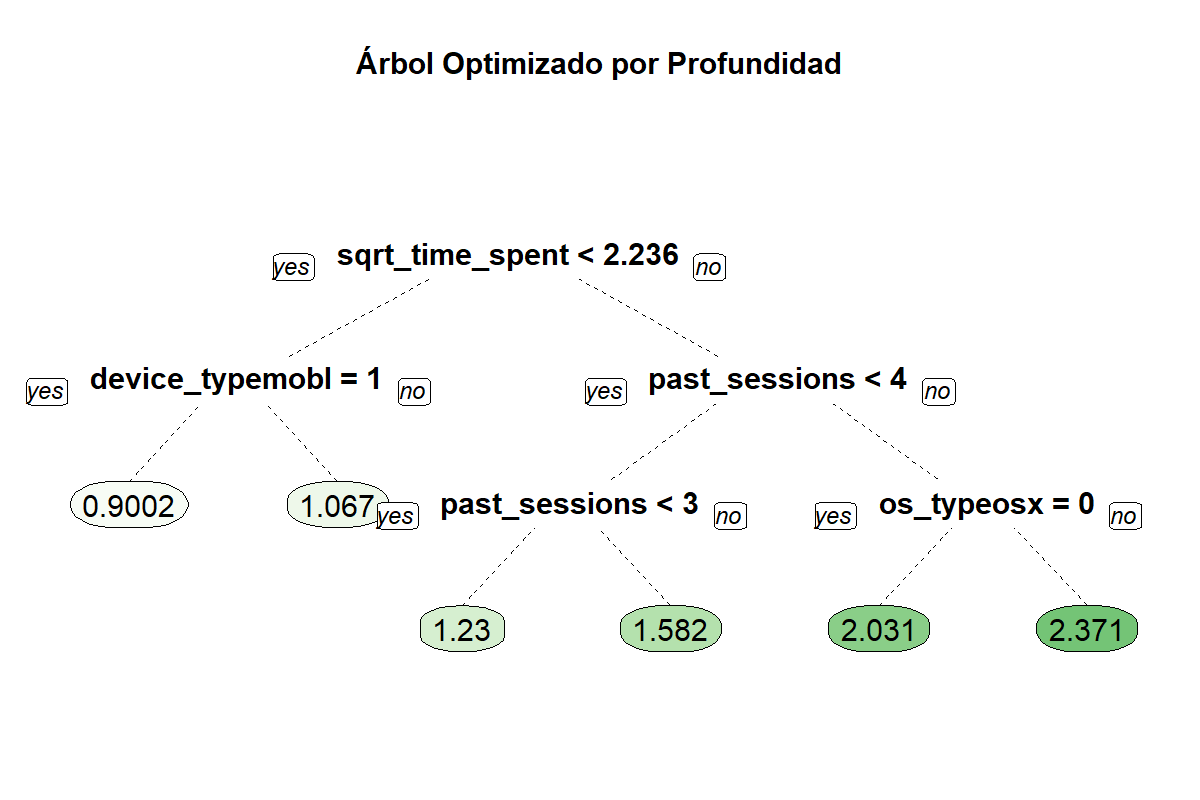 Árbol Optimizado por Profundidad
yes sqrt_time_spent < 2.236 no
yes device_typemobl = 1 no
yes past_sessions < 4 no
0.9002
1.067
yes past_sessions < 3 no
yes os_typeosx = 0 no
1.23
1.582
2.031
2.371